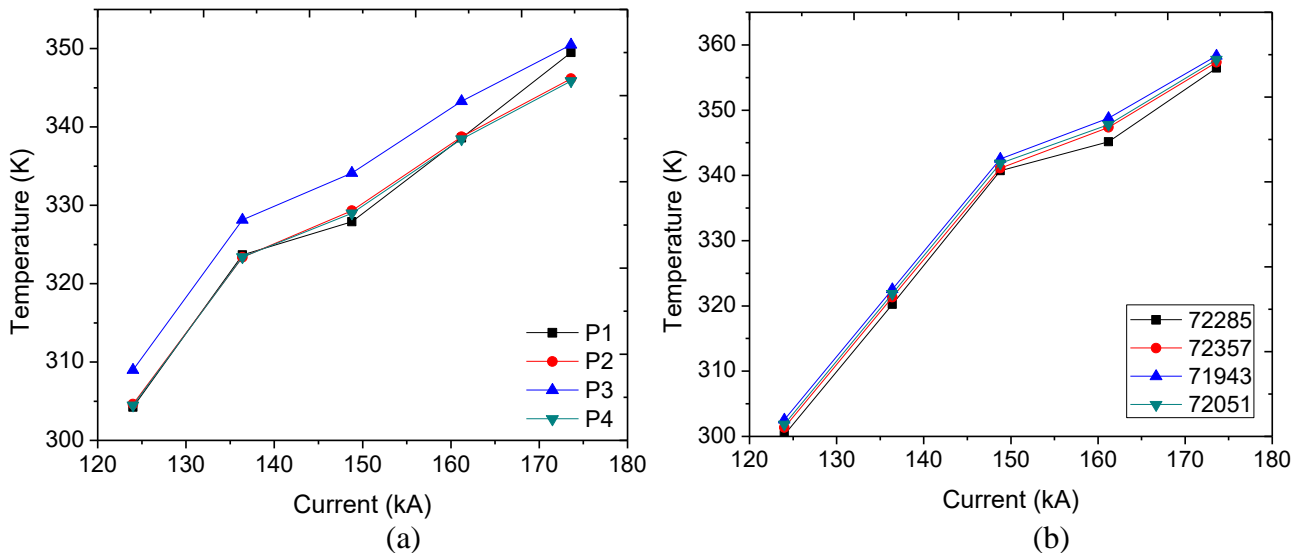 350
340
330
320
310
300
120 130 140 150 160 170 180
Temperature (K)
Current (kA)
P1
P2
P3
P4
(a)
360
350
340
330
320
310
300
120 130 140 150 160 170 180
Temperature (K)
Current (kA)
72285
72357
71943
72051
(b)